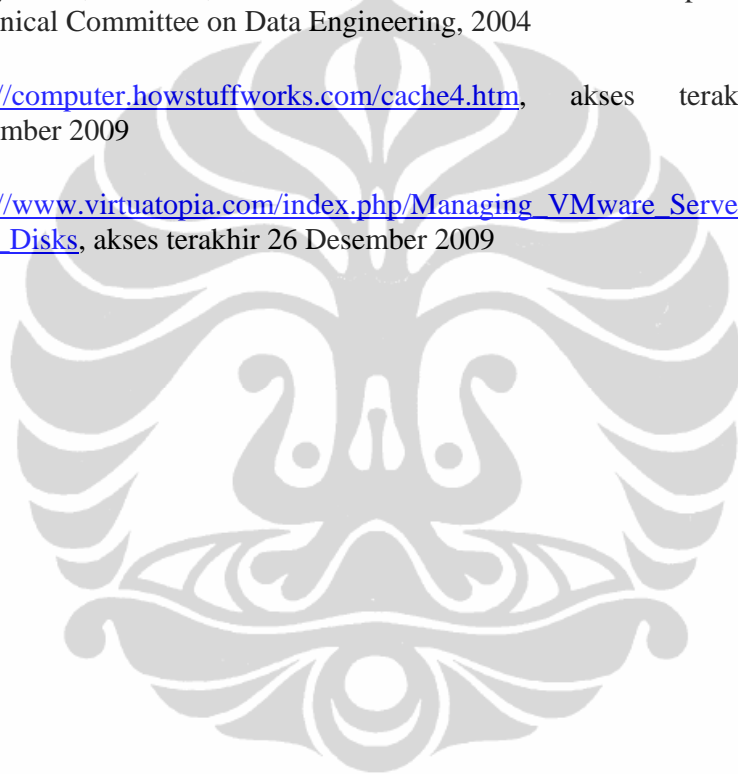 nical Committee on Data Engineering, 2004
//computer.howstuffworks.com/cache4.htm, akses terak
mber 2009
//www.virtuatopia.com/index.php/Managing_VMware_Serve
_Disks, akses terakhir 26 Desember 2009